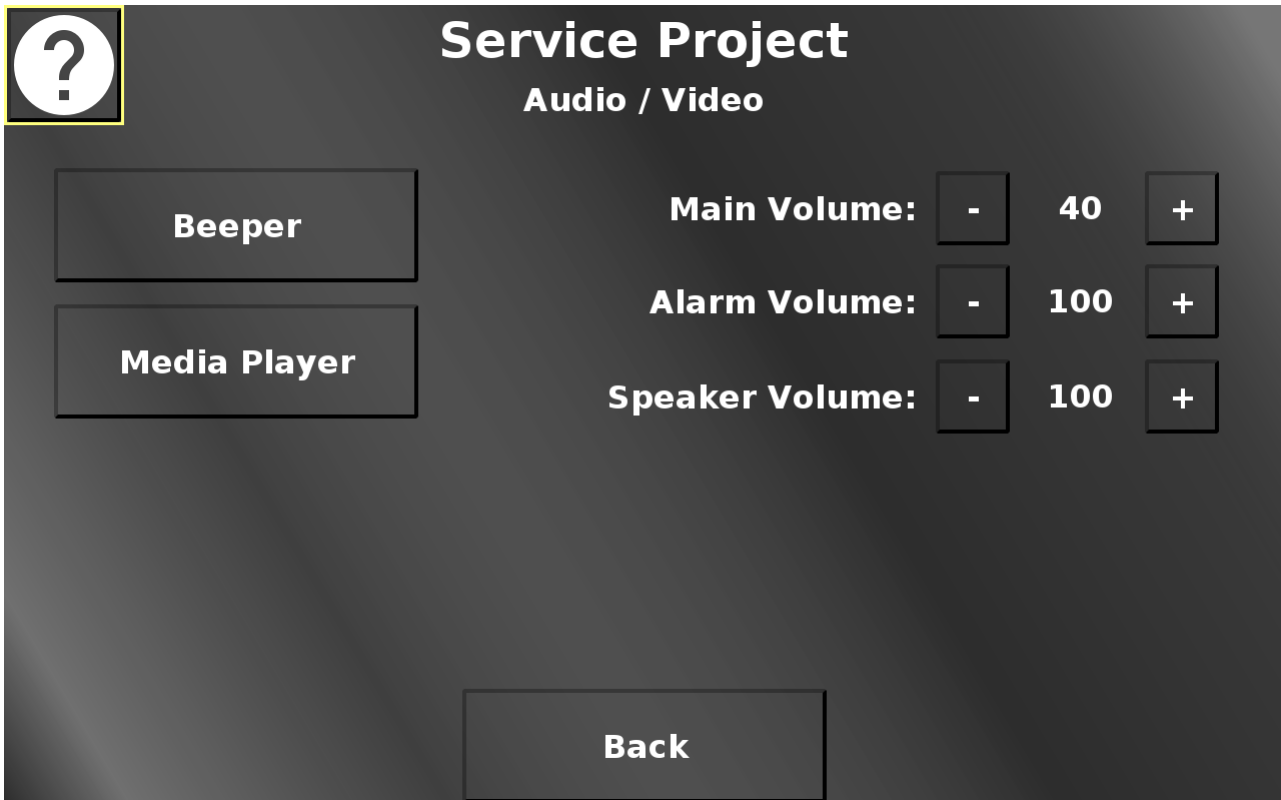 ?
Service Project
Audio / Video
Beeper
Media Player
Main Volume: - 40 +
Alarm Volume: - 100 +
Speaker Volume: - 100 +
Back